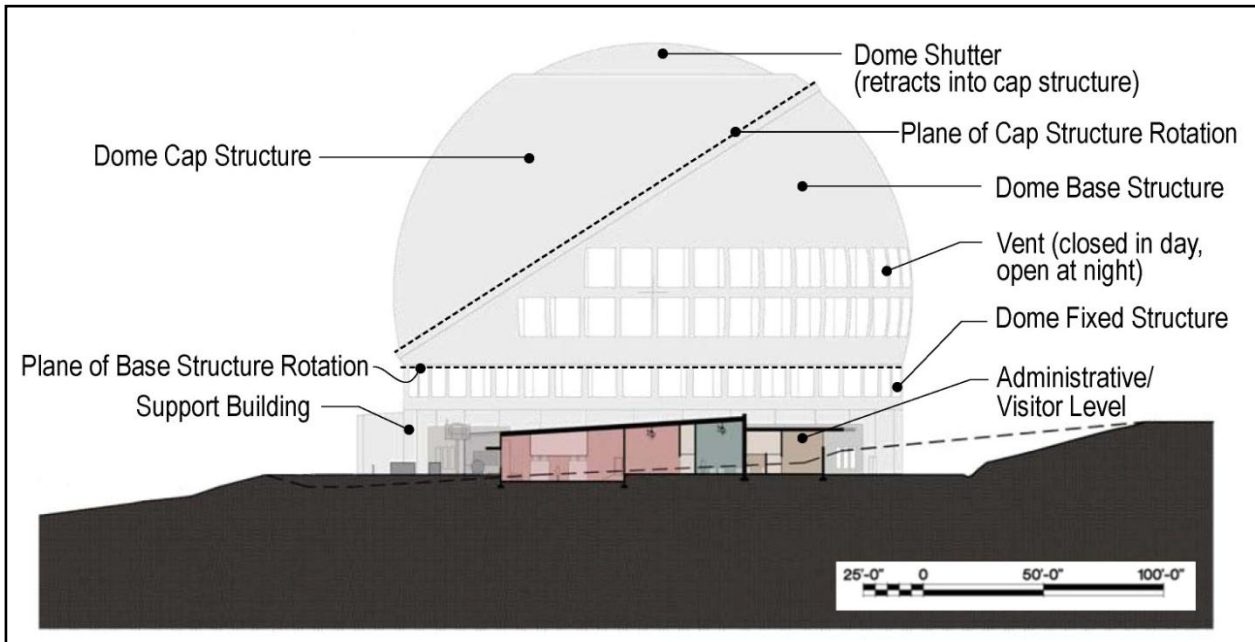 Dome Shutter
(retracts into cap structure)
Plane of Cap Structure Rotation
Dome Cap Structure
Dome Base Structure
Vent (closed in day,
open at night)
Dome Fixed Structure
Plane of Base Structure Rotation
Administrative/
Visitor Level
Support Building
25'-0" 0 50'-0" 100'-0"